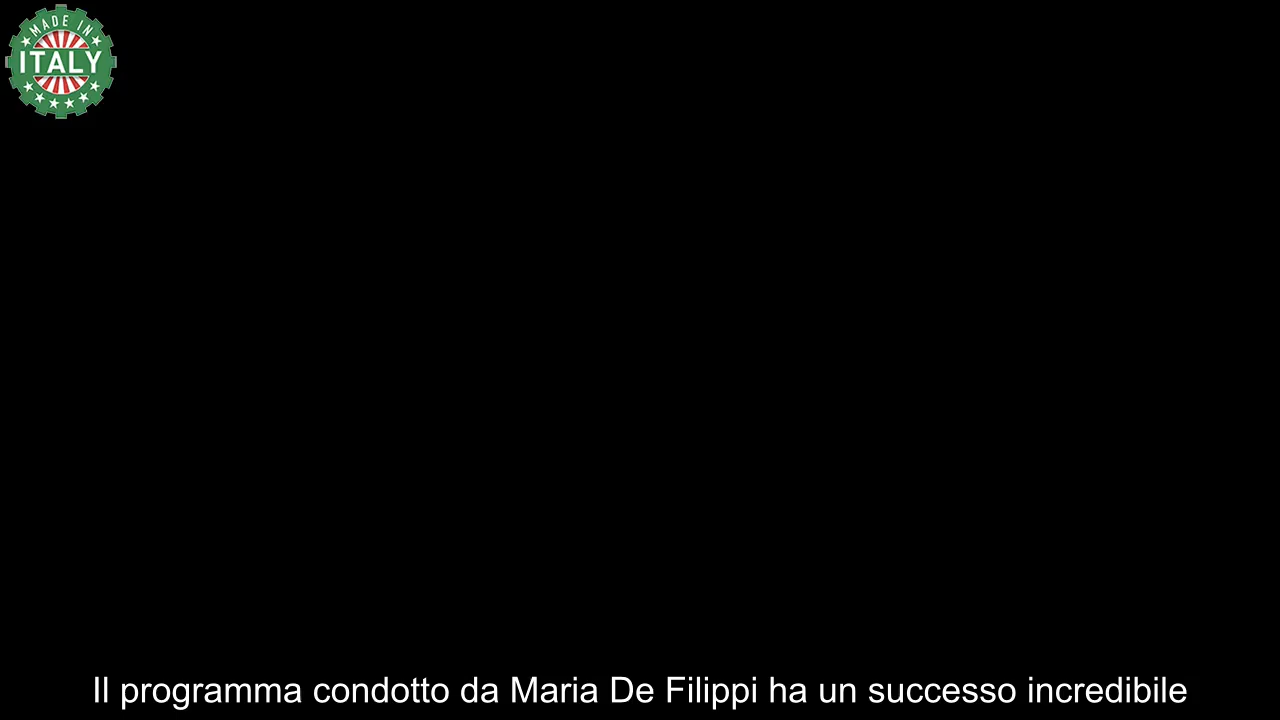 MADE IN
ITALY
Il programma condotto da Maria De Filippi ha un successo incredibile